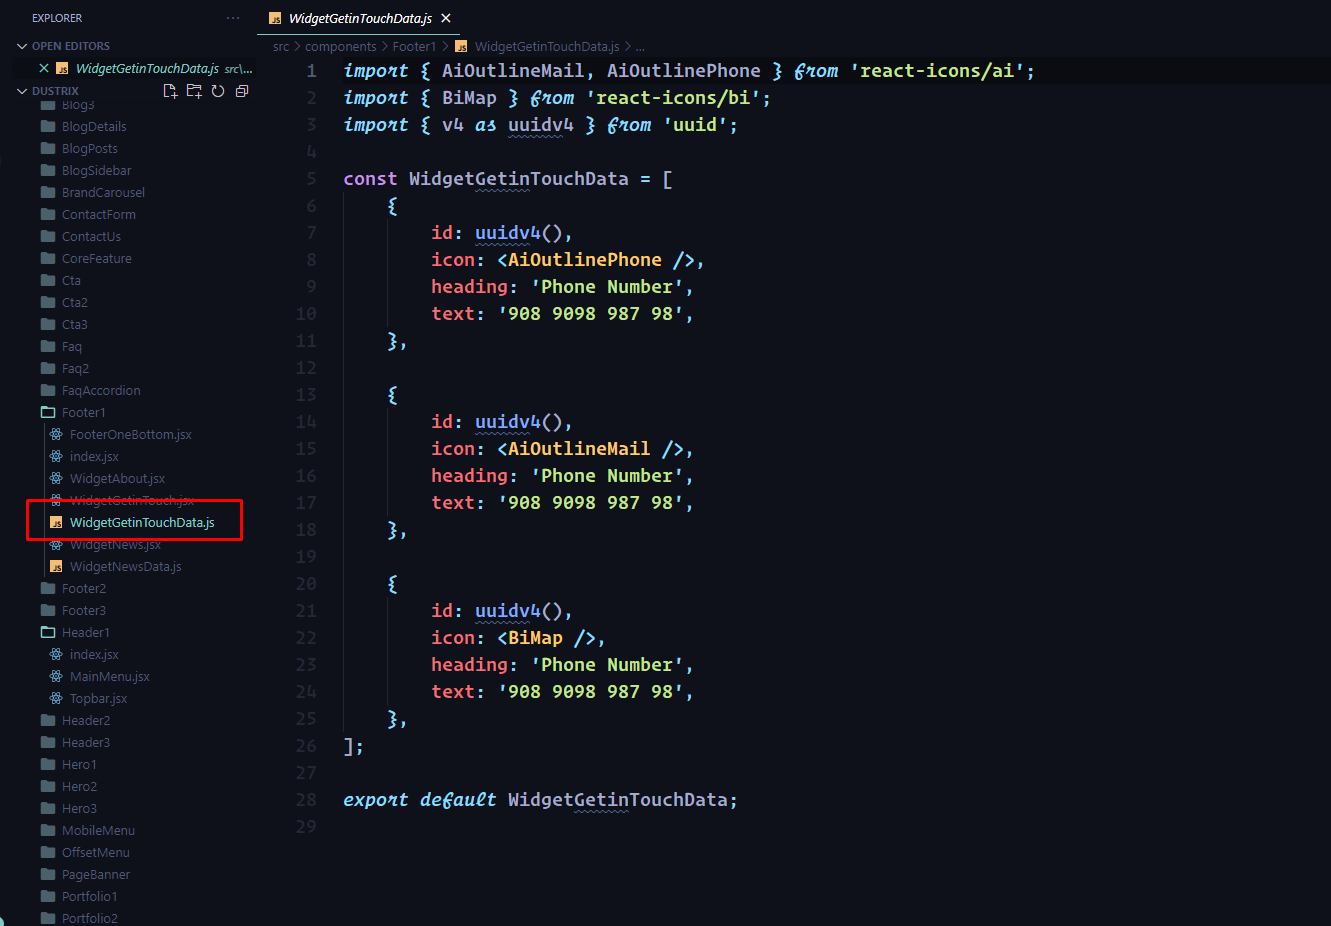 EXPLORER
OPEN EDITORS
WidgetGetinTouchData.js src\...
DUSTRIX
Blog3
BlogDetails
BlogPosts
BlogSidebar
BrandCarousel
ContactForm
ContactUs
CoreFeature
Cta
Cta2
Cta3
Faq
Faq2
FaqAccordion
Footer1
FooterOneBottom.jsx
index.jsx
WidgetAbout.jsx
WidgetGetinTouch.jsx
JS WidgetGetinTouchData.js
WidgetNews.jsx
JS WidgetNewsData.js
Footer2
Footer3
Header1
index.jsx
MainMenu.jsx
Topbar.jsx
Header2
Header3
Hero1
Hero2
Hero3
MobileMenu
OffsetMenu
PageBanner
Portfolio1
Portfolio2
JS WidgetGetinTouchData.js
src > components > Footer1 > JS WidgetGetinTouchData.js > ...
1 import { AiOutlineMail, AiOutlinePhone } from 'react-icons/ai';
2 import { BiMap } from 'react-icons/bi';
3 import { v4 as uuidv4 } from 'uuid';
4
5 const WidgetGetinTouchData = [
6 {
7 id: uuidv4(),
8 icon: <AiOutlinePhone />,
9 heading: 'Phone Number',
10 text: '908 9098 987 98',
11 },
12
13 {
14 id: uuidv4(),
15 icon: <AiOutlineMail />,
16 heading: 'Phone Number',
17 text: '908 9098 987 98',
18 },
19
20 {
21 id: uuidv4(),
22 icon: <BiMap />,
23 heading: 'Phone Number',
24 text: '908 9098 987 98',
25 },
26 ];
27
28 export default WidgetGetinTouchData;
29